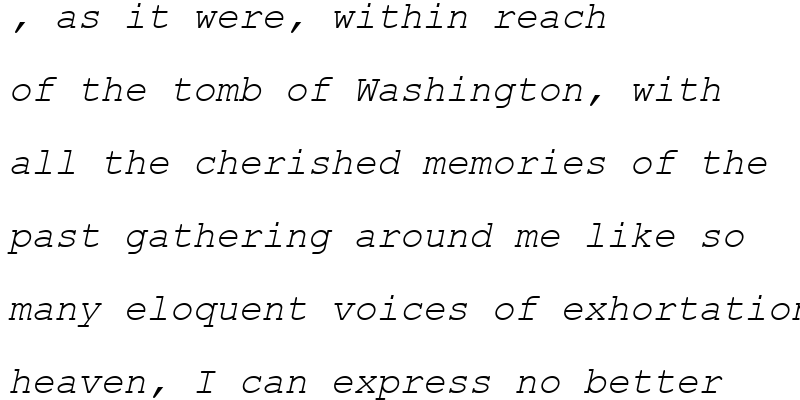 , as it were, within reach
of the tomb of Washington, with
all the cherished memories of the
past gathering around me like so
many eloquent voices of exhortation
heaven, I can express no better